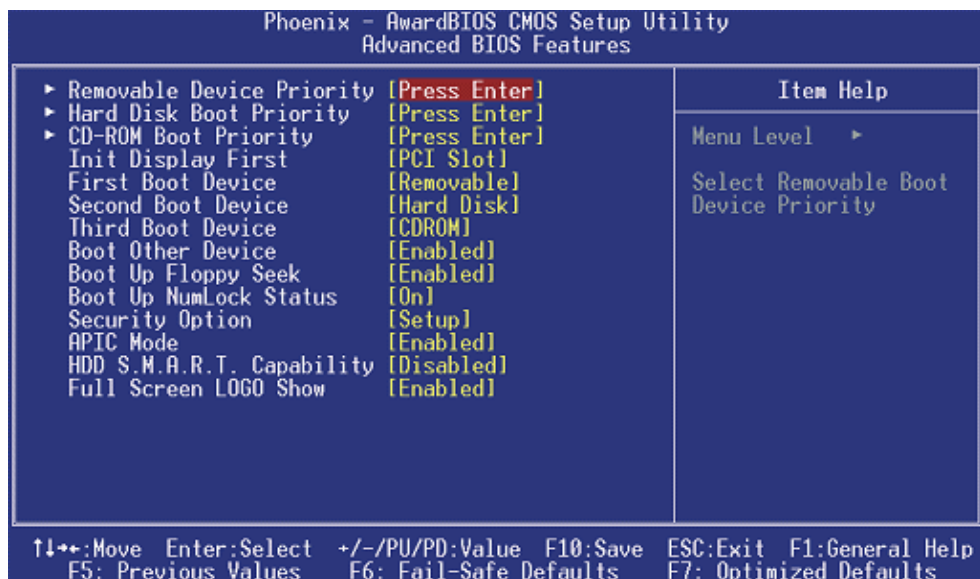 Phoenix - AwardBIOS CMOS Setup Utility
Advanced BIOS Features
► Removable Device Priority [Press Enter]
► Hard Disk Boot Priority [Press Enter]
► CD-ROM Boot Priority [Press Enter]
Init Display First [PCI Slot]
First Boot Device [Removable]
Second Boot Device [Hard Disk]
Third Boot Device [CDROM]
Boot Other Device [Enabled]
Boot Up Floppy Seek [Enabled]
Boot Up NumLock Status [On]
Security Option [Setup]
APIC Mode [Enabled]
HDD S.M.A.R.T. Capability [Disabled]
Full Screen LOGO Show [Enabled]
Item Help
Menu Level ►
Select Removable Boot
Device Priority
↑↓→←:Move Enter:Select +/-/PU/PD:Value F10:Save ESC:Exit F1:General Help
F5: Previous Values F6: Fail-Safe Defaults F7: Optimized Defaults